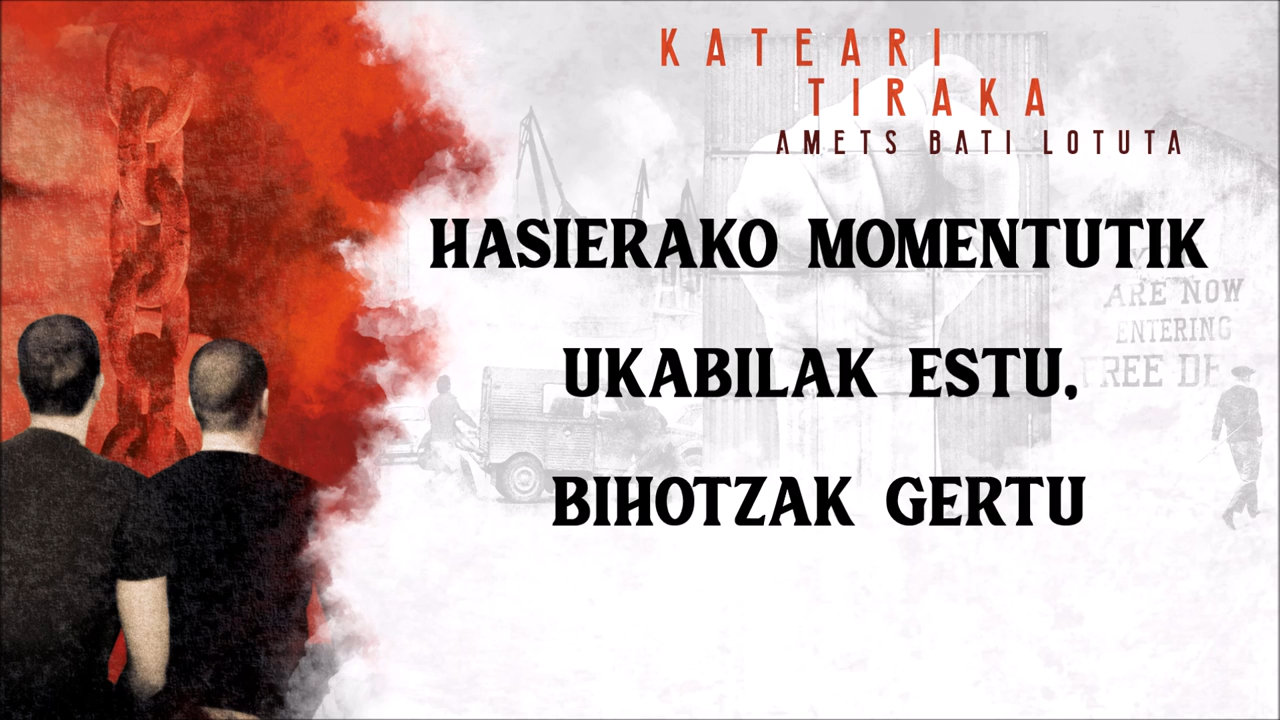 KATEARI
TIRAKA
AMETS BATI LOTUTA
HASIERAKO MOMENTUTIK
ARE NOW
UKABILAK ESTU,
ENTERING
BIHOTZAK GERTU